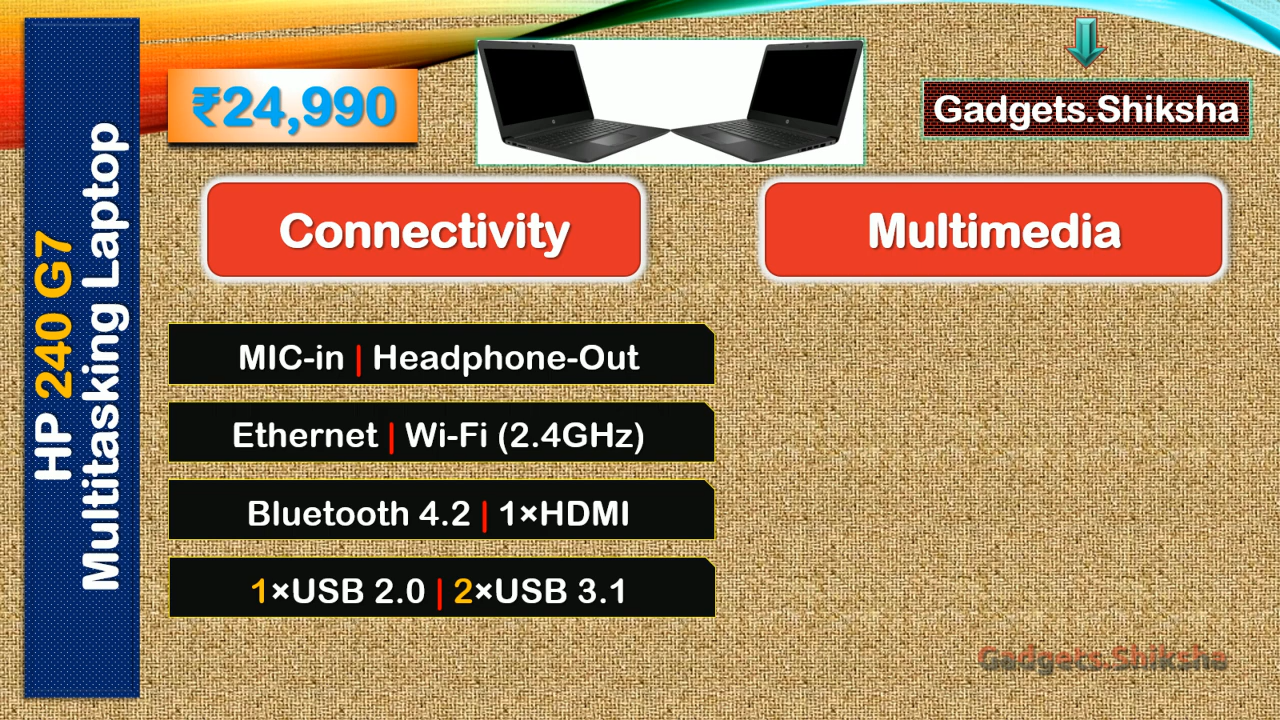 HP 240 G7
Multitasking Laptop
₹24,990
Gadgets.Shiksha
Connectivity
Multimedia
MIC-in | Headphone-Out
Ethernet | Wi-Fi (2.4GHz)
Bluetooth 4.2 | 1×HDMI
1×USB 2.0 | 2×USB 3.1
Gadgets.Shiksha